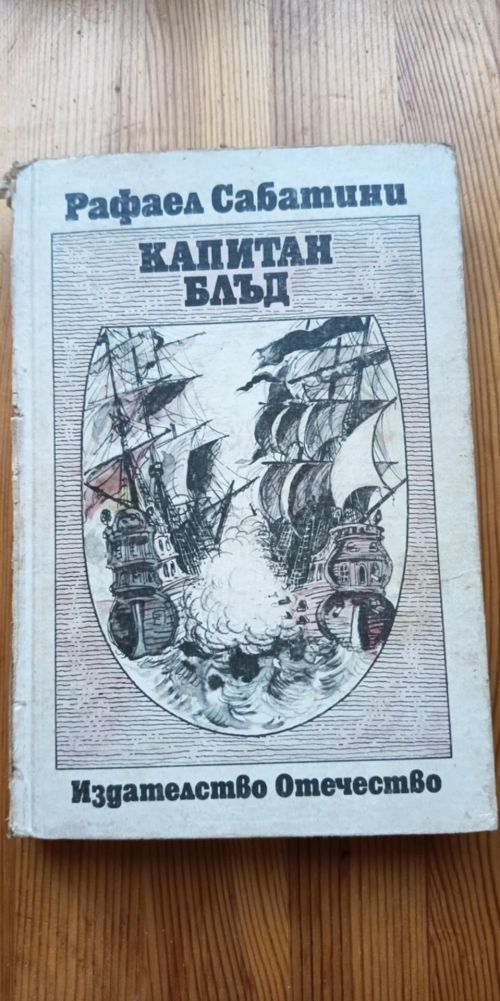 Рафаел Сабатини
КАПИТАН
БЛЪД
Издателство Отечество